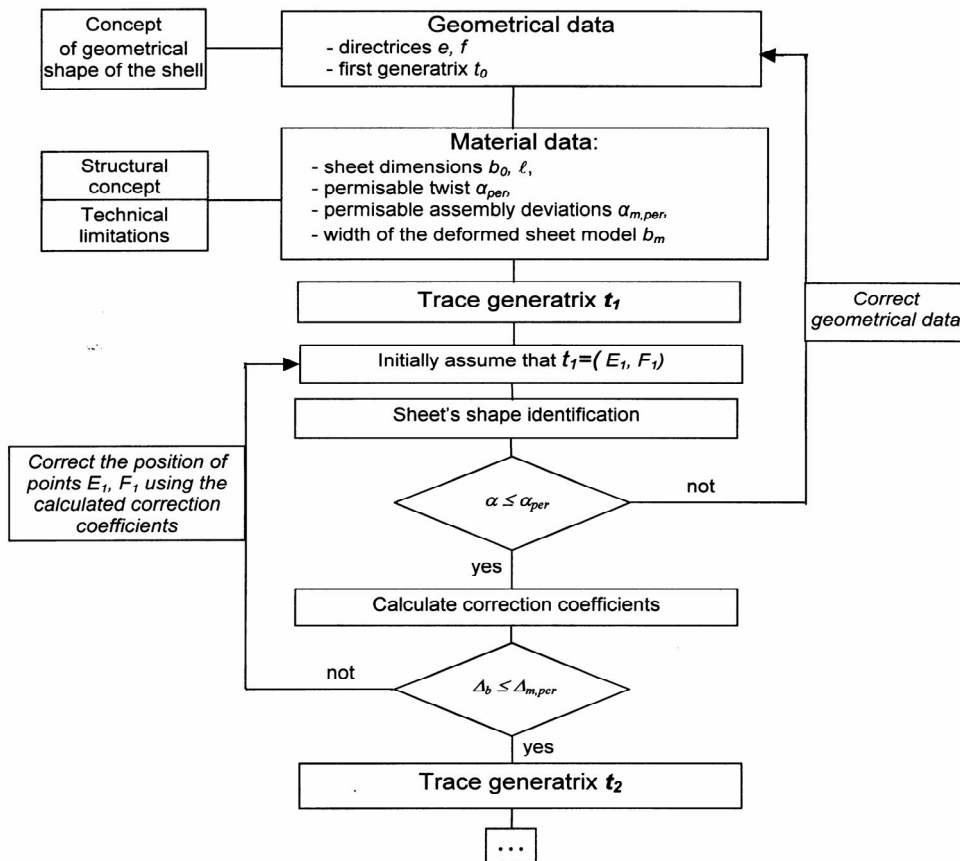 Concept
of geometrical
shape of the shell
Geometrical data
- directrices e, f
- first generatrix t₀
Material data:
- sheet dimensions b₀, ℓ,
- permisable twist αper,
- permisable assembly deviations αm,per,
- width of the deformed sheet model bm
Structural
concept
Technical
limitations
Trace generatrix t₁
Correct
geometrical data
Initially assume that t₁=( E₁, F₁)
Sheet's shape identification
Correct the position of
points E₁, F₁ using the
calculated correction
coefficients
α ≤ αper
not
yes
Calculate correction coefficients
not
Δb ≤ Δm,per
yes
Trace generatrix t₂
...